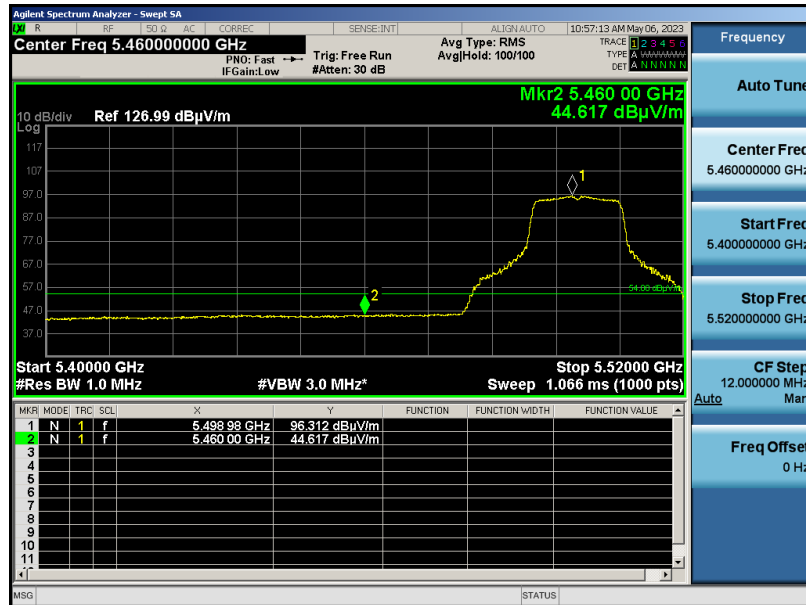 Agilent Spectrum Analyzer - Swept SA
LXI R RF 50 Ω AC CORREC SENSE:INT ALIGN AUTO 10:57:13 AM May 06, 2023
Center Freq 5.460000000 GHz
PNO: Fast
IFGain:Low
Trig: Free Run
#Atten: 30 dB
Avg Type: RMS
Avg|Hold: 100/100
TRACE 1 2 3 4 5 6
TYPE A WWWWW
DET A N N N N N
Mkr2 5.460 00 GHz
44.617 dBµV/m
10 dB/div Ref 126.99 dBµV/m
Log
117
107
97.0
87.0
77.0
67.0
57.0
47.0
37.0
1
2
54.00 dBµV/m
Start 5.40000 GHz Stop 5.52000 GHz
#Res BW 1.0 MHz #VBW 3.0 MHz* Sweep 1.066 ms (1000 pts)
MKR MODE TRC SCL X Y FUNCTION FUNCTION WIDTH FUNCTION VALUE
1 N 1 f 5.498 98 GHz 96.312 dBµV/m
2 N 1 f 5.460 00 GHz 44.617 dBµV/m
3
4
5
6
7
8
9
10
11
MSG STATUS
Frequency
Auto Tune
Center Freq
5.460000000 GHz
Start Freq
5.400000000 GHz
Stop Freq
5.520000000 GHz
CF Step
12.000000 MHz
Auto Man
Freq Offset
0 Hz